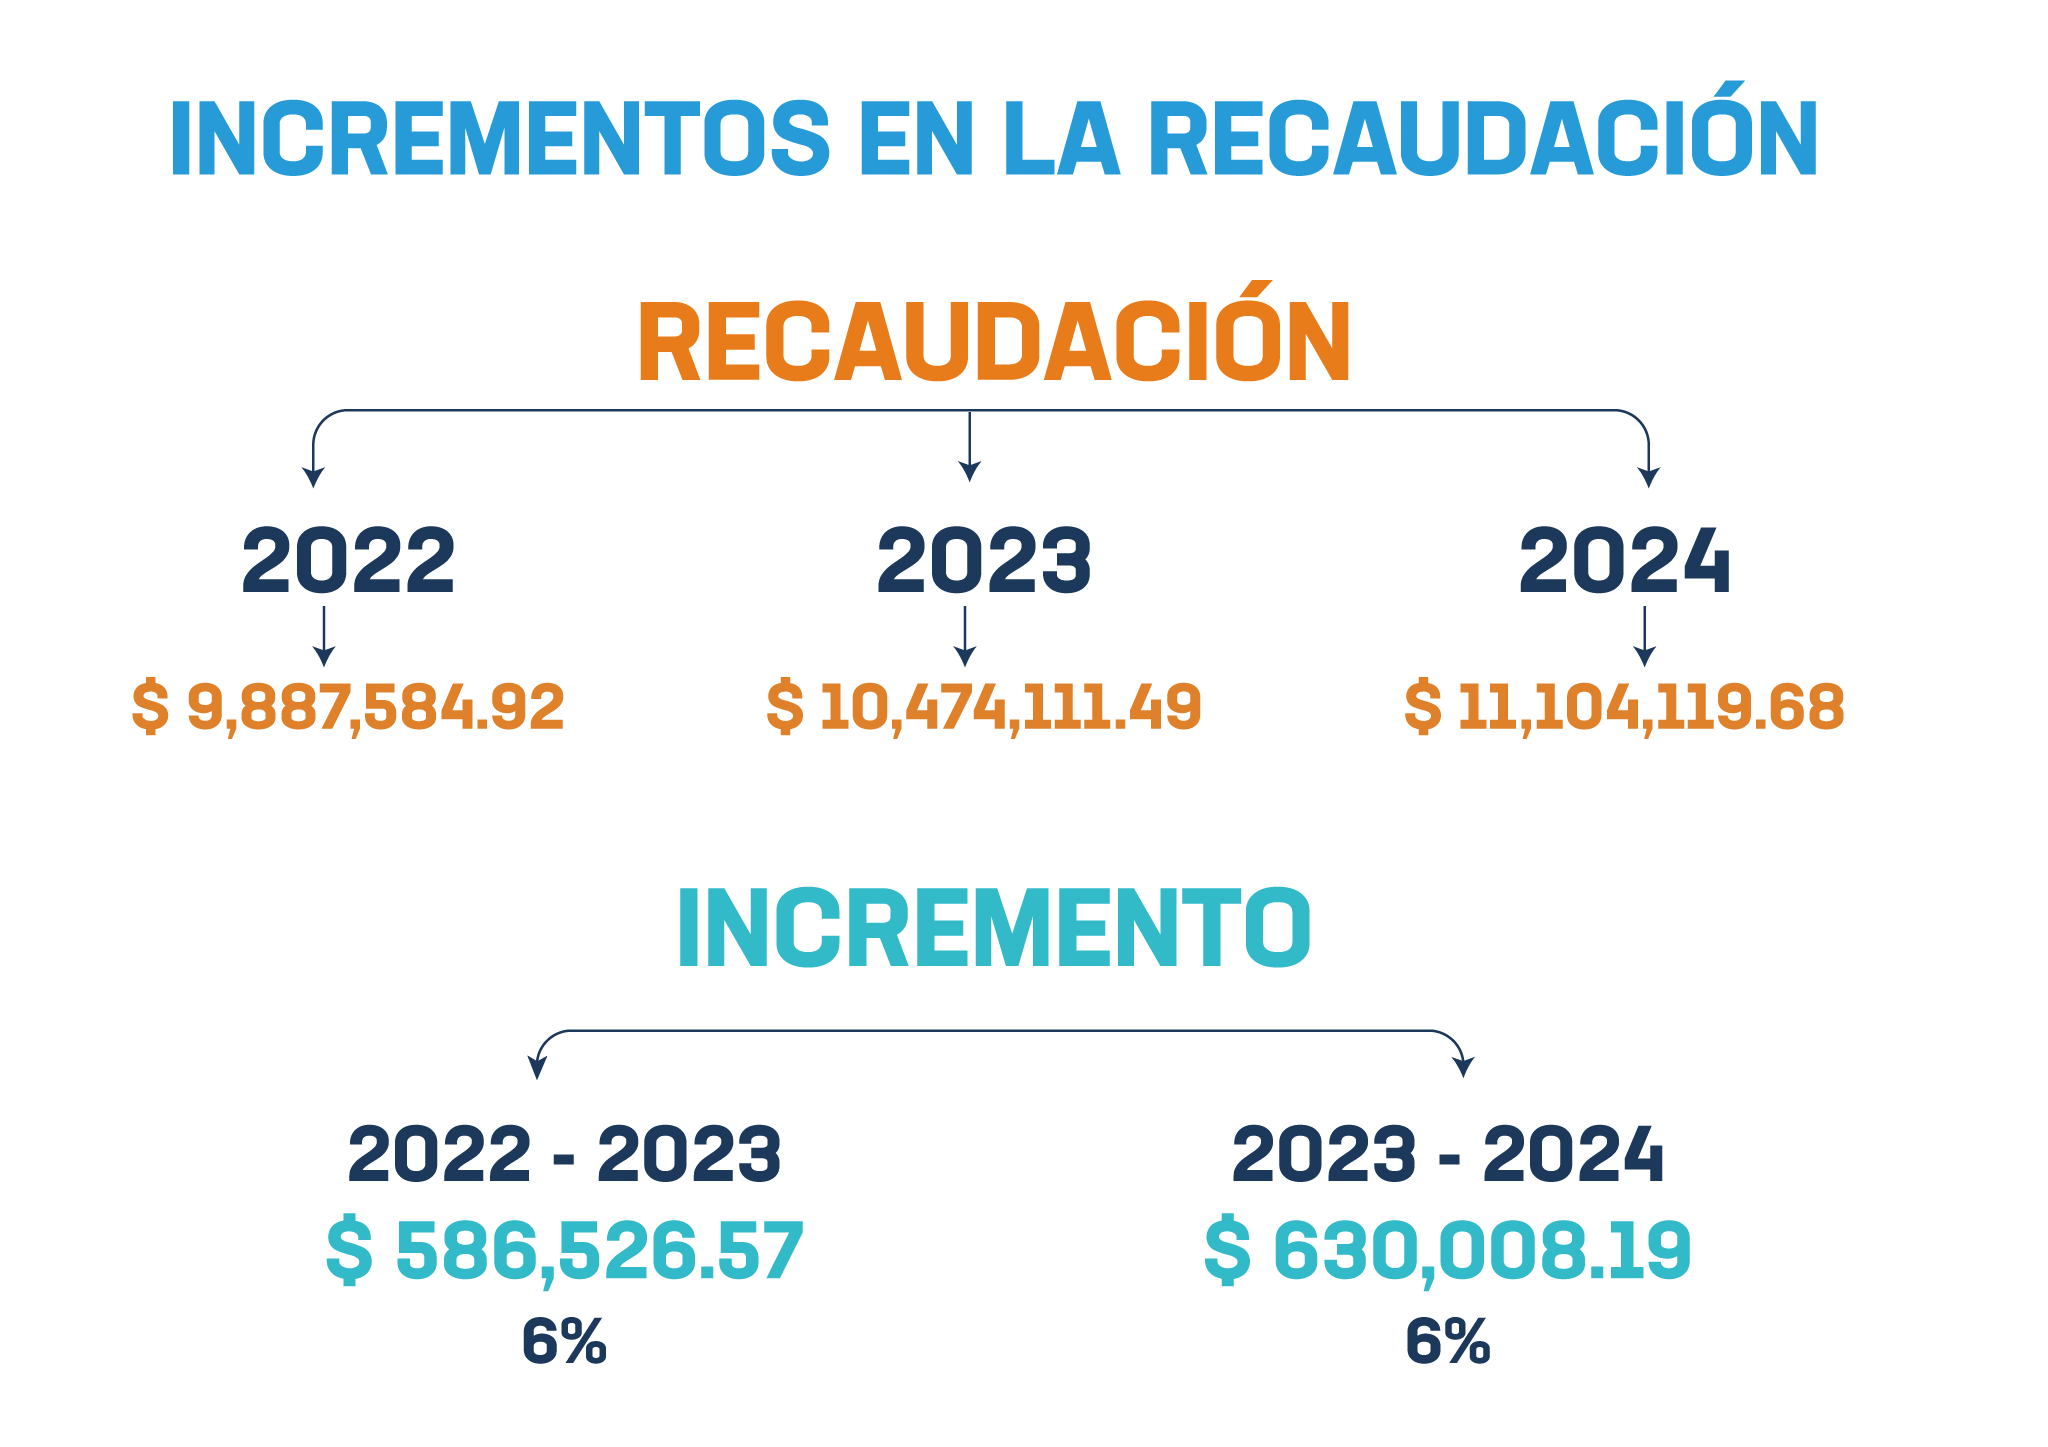 INCREMENTOS EN LA RECAUDACIÓN
RECAUDACIÓN
2022 2023 2024
$ 9,887,584.92 $ 10,474,111.49 $ 11,104,119.68
INCREMENTO
2022 - 2023 2023 - 2024
$ 586,526.57 $ 630,008.19
6% 6%